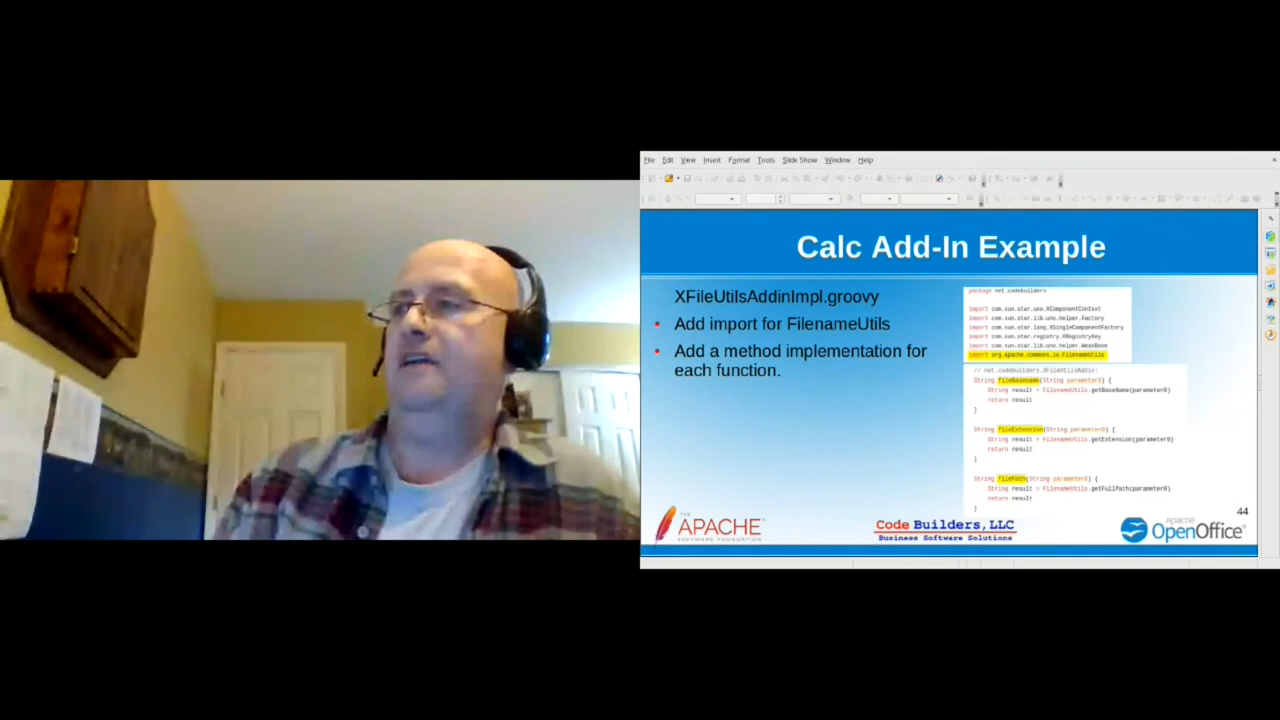 File Edit View Insert Format Tools Slide Show Window Help
Calc Add-In Example
XFileUtilsAddinImpl.groovy
• Add import for FilenameUtils
• Add a method implementation for
each function.
package net.codebuilders
import com.sun.star.uno.XComponentContext
import com.sun.star.lib.uno.helper.Factory
import com.sun.star.lang.XSingleComponentFactory
import com.sun.star.registry.XRegistryKey
import com.sun.star.lib.uno.helper.WeakBase
import org.apache.commons.io.FilenameUtils
// net.codebuilders.XFileUtilsAddin:
String fileBasename(String parameter0) {
String result = FilenameUtils.getBaseName(parameter0)
return result
}
String fileExtension(String parameter0) {
String result = FilenameUtils.getExtension(parameter0)
return result
}
String filePath(String parameter0) {
String result = FilenameUtils.getFullPath(parameter0)
return result
}
44
THE
APACHE
SOFTWARE FOUNDATION
Code Builders, LLC
Business Software Solutions
Apache
OpenOffice